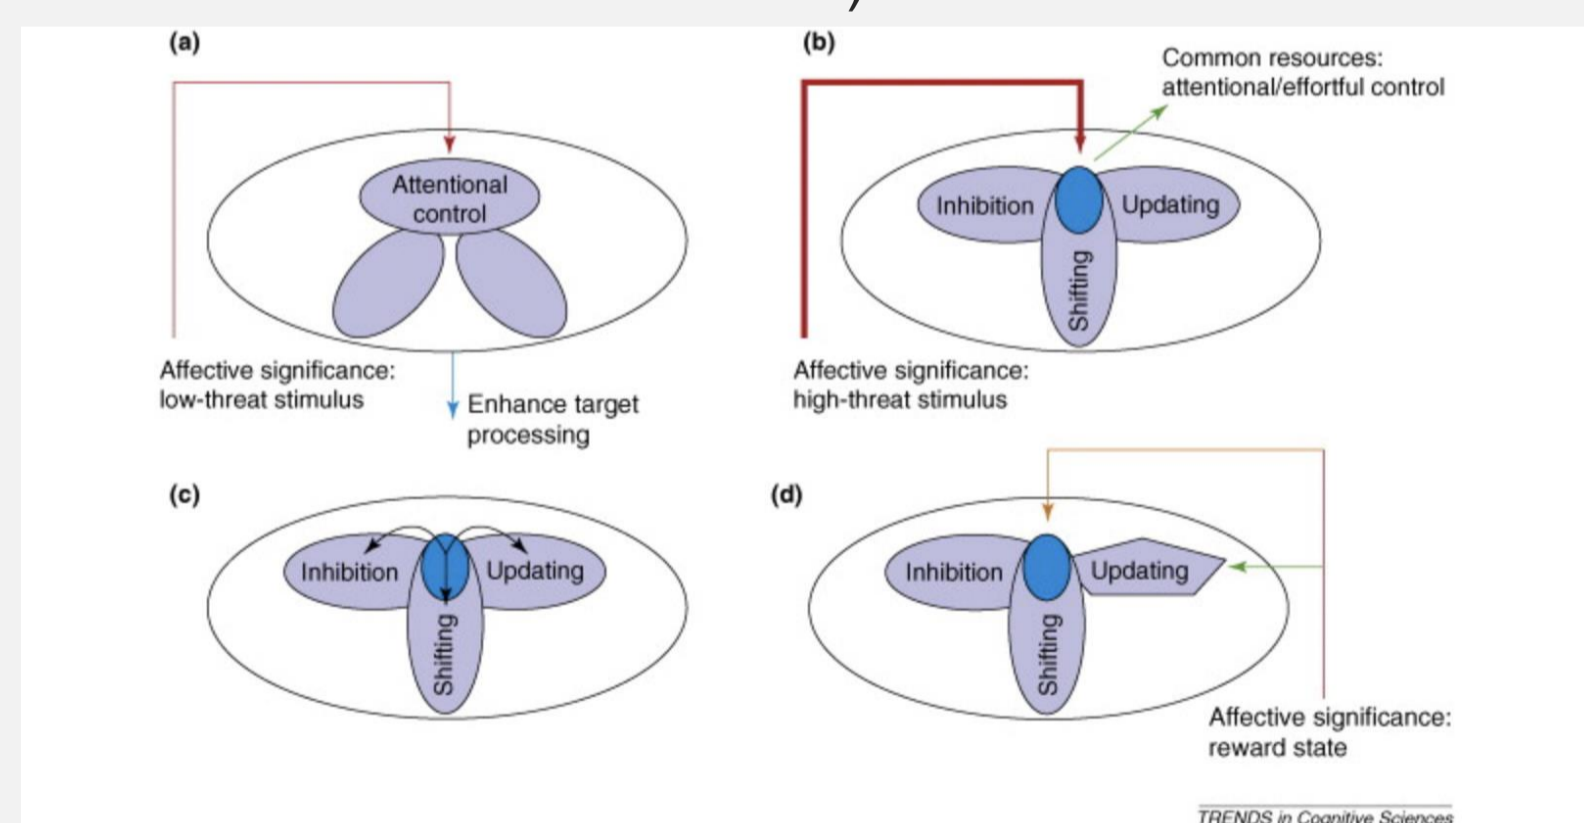 (a)
Attentional
control
Affective significance:
low-threat stimulus
Enhance target
processing
(b)
Common resources:
attentional/effortful control
Inhibition
Updating
Shifting
Affective significance:
high-threat stimulus
(c)
Inhibition
Updating
Shifting
(d)
Inhibition
Updating
Shifting
Affective significance:
reward state
TRENDS in Cognitive Sciences